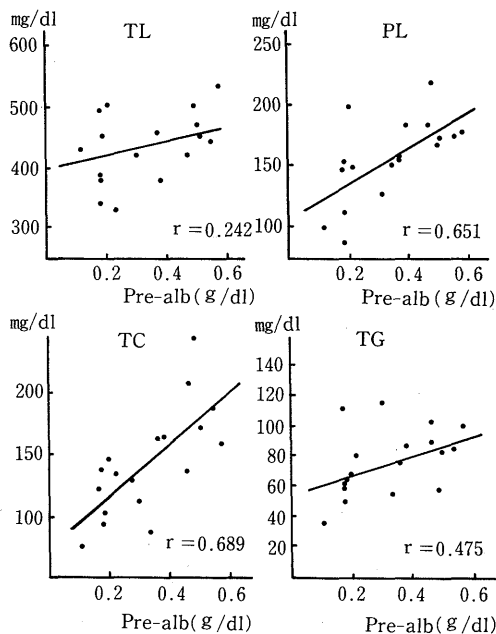 mg/dl
TL
600
500
400
300
r=0.242
0.2 0.4 0.6
Pre-alb(g/dl)
mg/dl
PL
250
200
150
100
r=0.651
0.2 0.4 0.6
Pre-alb(g/dl)
mg/dl
TC
200
150
100
r=0.689
0.2 0.4 0.6
Pre-alb(g/dl)
mg/dl
TG
140
120
100
80
60
40
20
r=0.475
0.2 0.4 0.6
Pre-alb(g/dl)